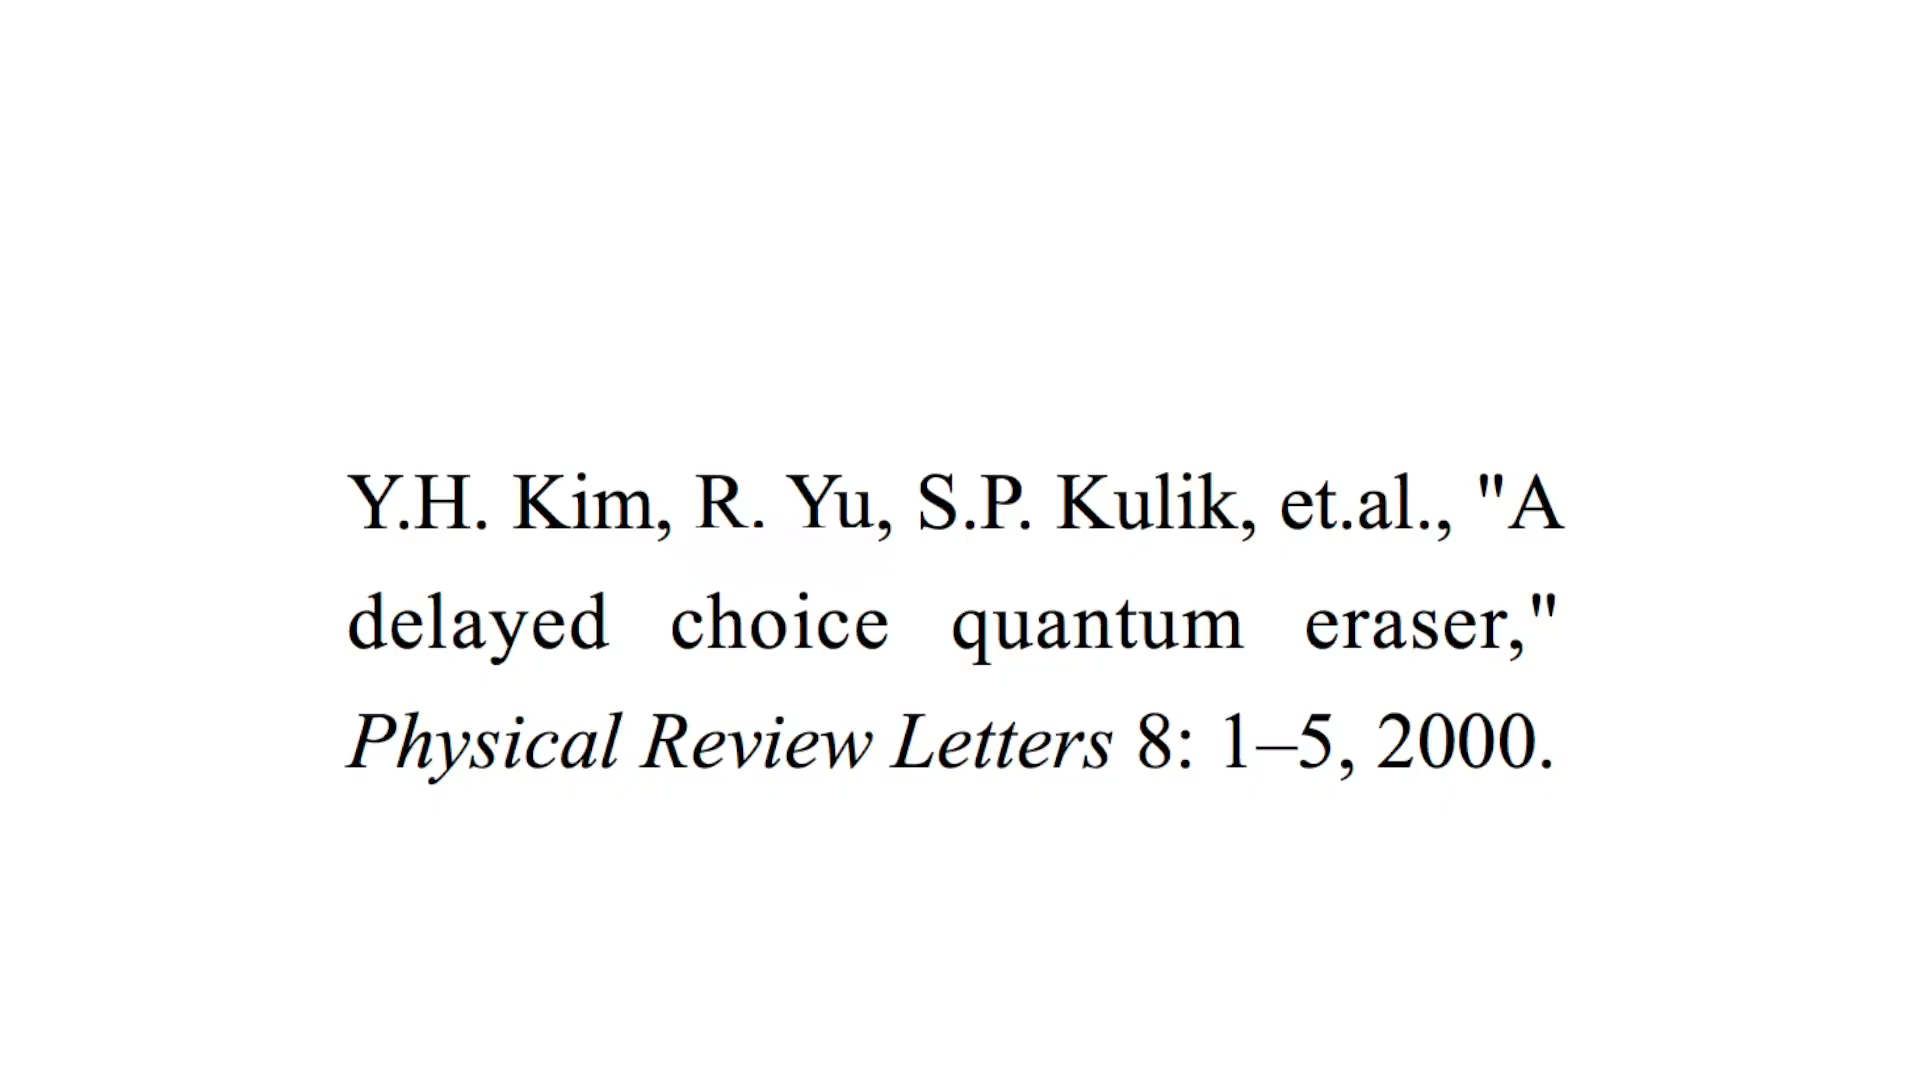 Y.H. Kim, R. Yu, S.P. Kulik, et.al., "A
delayed choice quantum eraser,"
Physical Review Letters 8: 1–5, 2000.